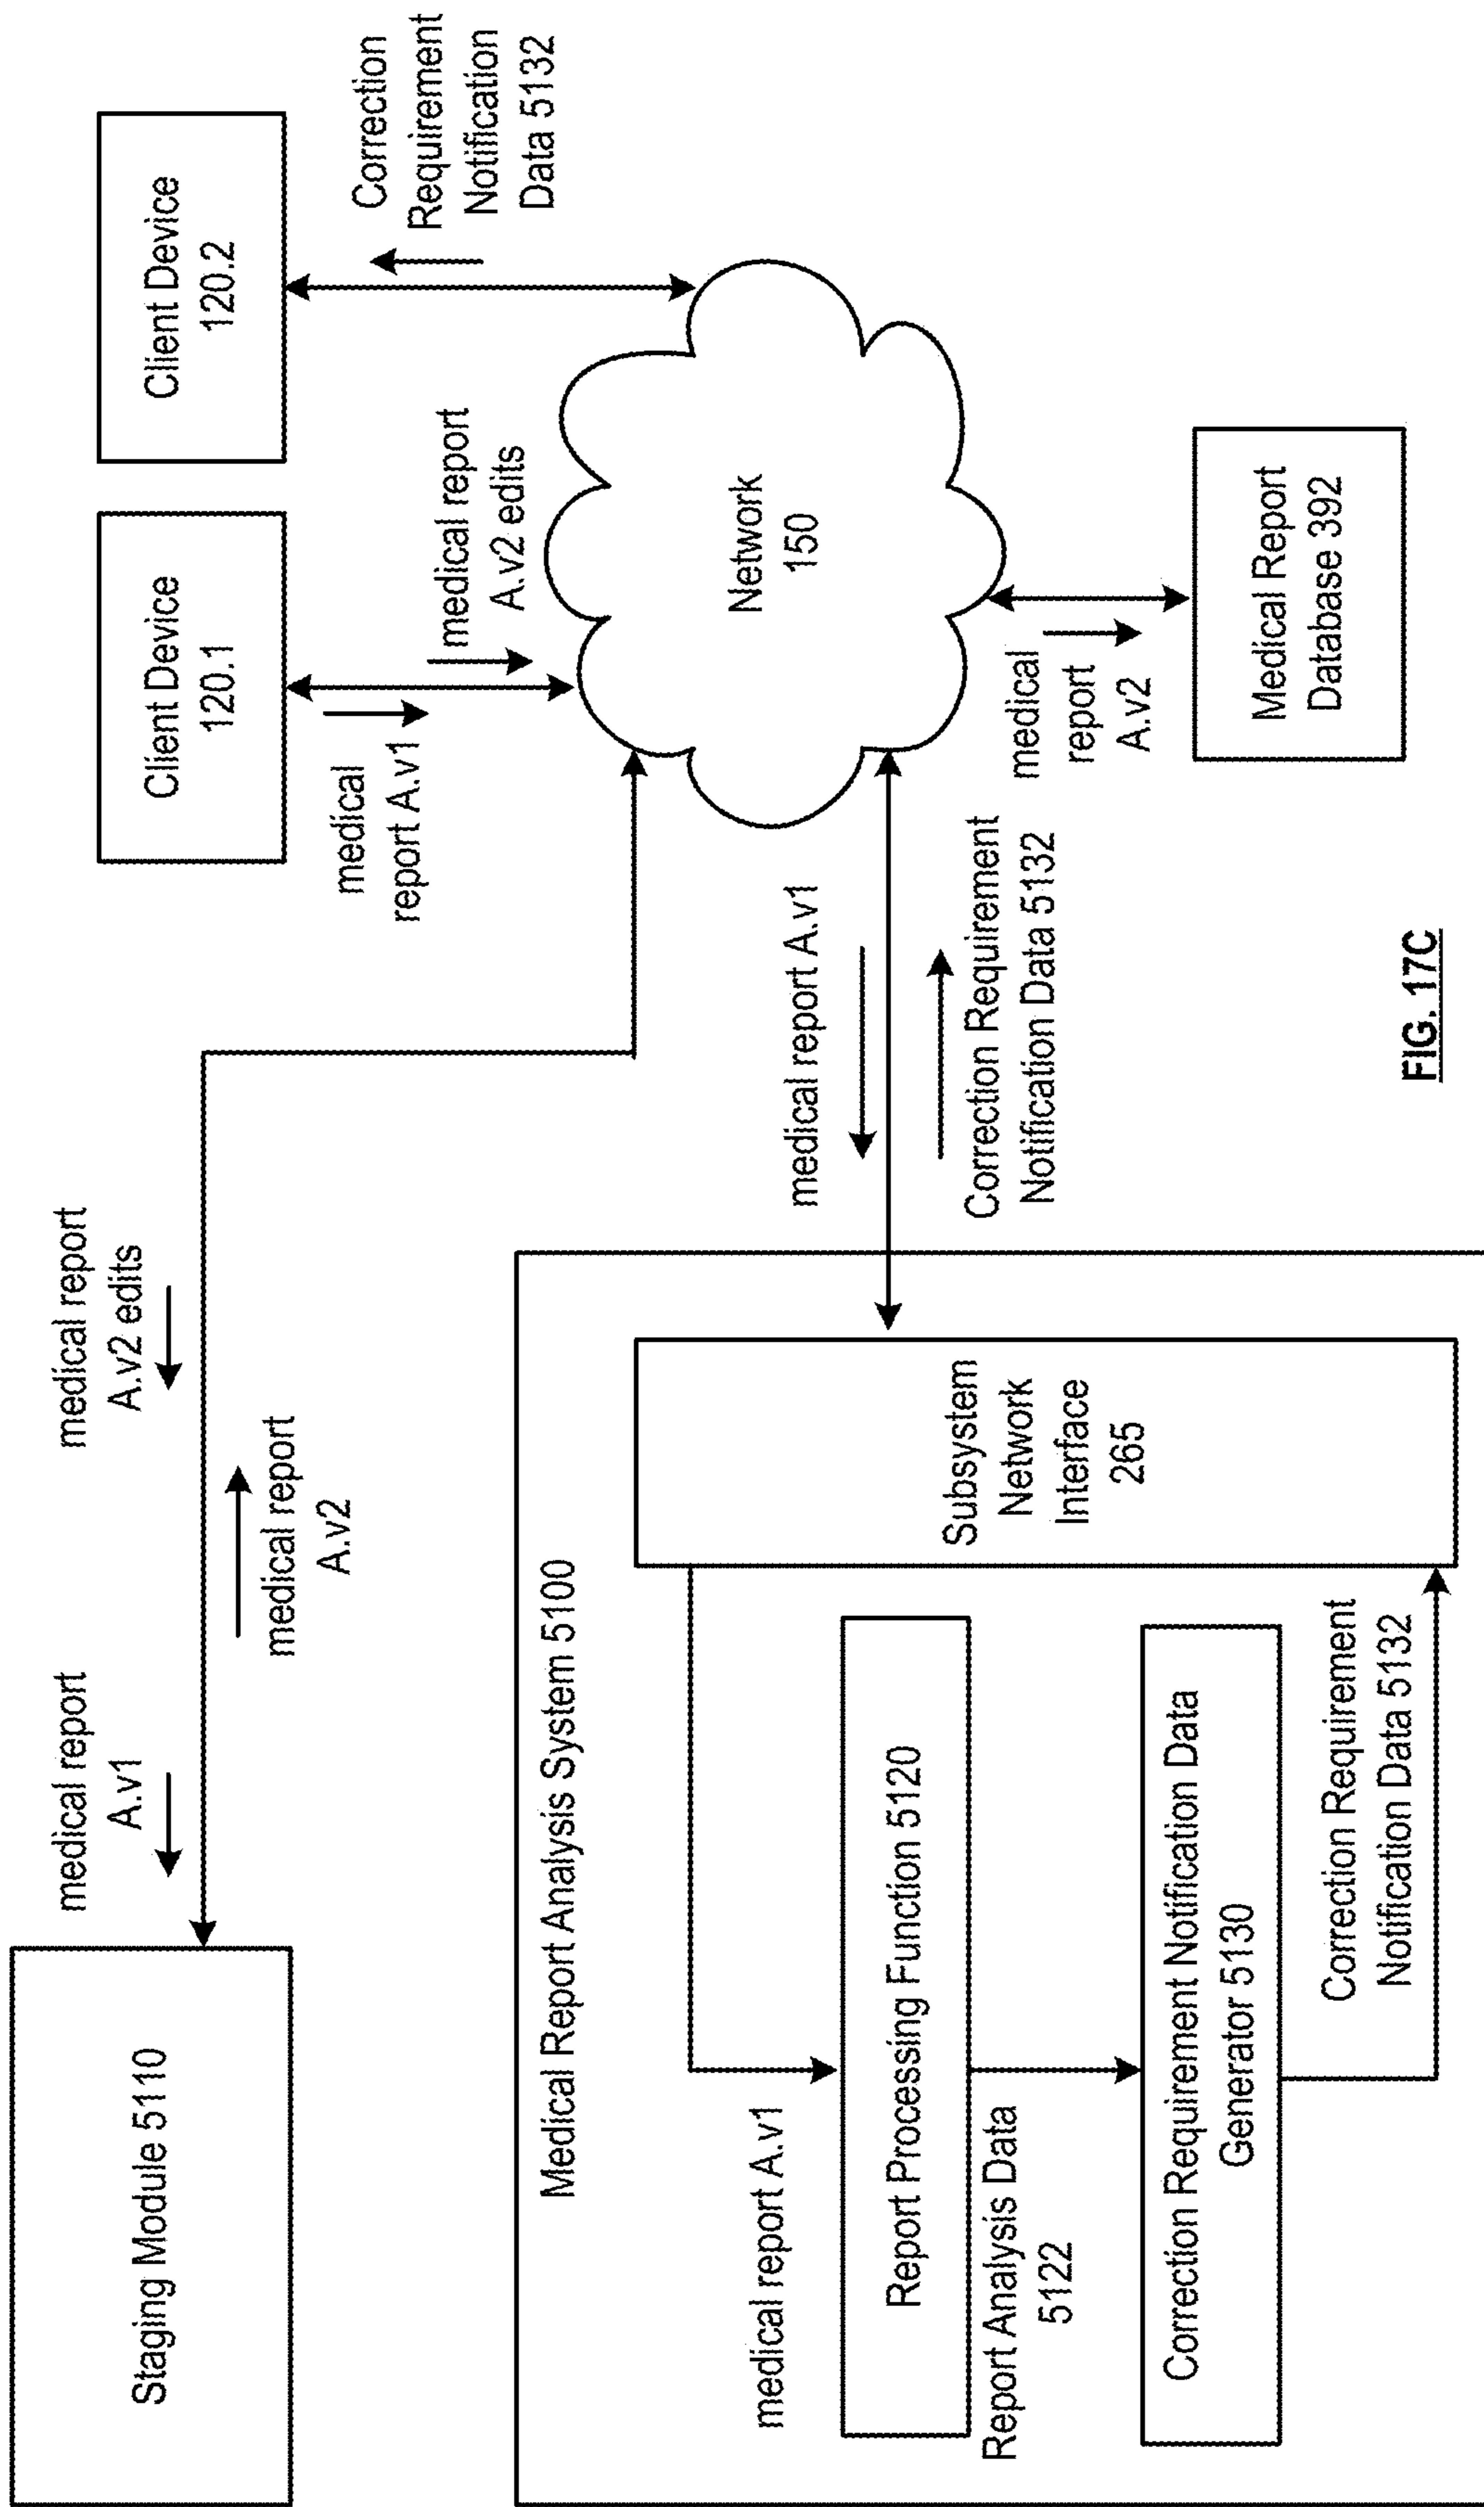 Staging Module 5110
medical report
A.v1
medical report
A.v2 edits
medical report
A.v2
Client Device
120.1
Client Device
120.2
medical
report A.v1
medical report
A.v2 edits
Correction
Requirement
Notification
Data 5132
Network
150
medical report A.v1
Correction Requirement
Notification Data 5132
medical
report
A.v2
Medical Report
Database 392
Medical Report Analysis System 5100
Subsystem
Network
Interface
265
medical report A.v1
Report Processing Function 5120
Report Analysis Data
5122
Correction Requirement Notification Data
Generator 5130
Correction Requirement
Notification Data 5132
FIG. 17C